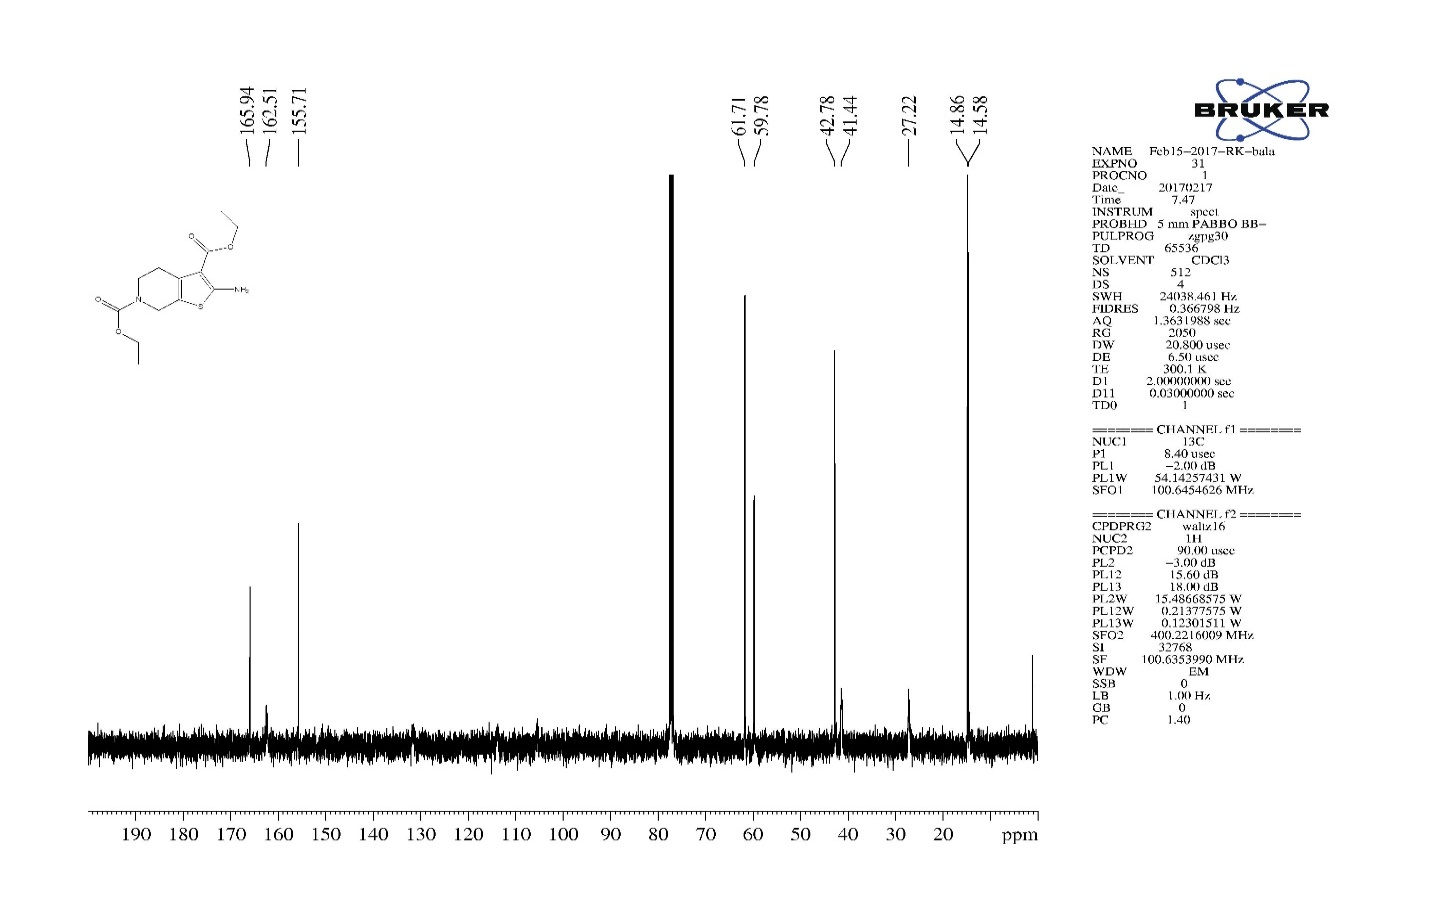 165.94
162.51
155.71
61.71
59.78
42.78
41.44
27.22
14.86
14.58
BRUKER
NAME Feb15-2017-RK-bala
EXPNO 31
PROCNO 1
Date_ 20170217
Time 7.47
INSTRUM spect
PROBHD 5 mm PABBO BB-
PULPROG zgpg30
TD 65536
SOLVENT CDCl3
NS 512
DS 4
SWH 24038.461 Hz
FIDRES 0.366798 Hz
AQ 1.3631988 sec
RG 2050
DW 20.800 usec
DE 6.50 usec
TE 300.1 K
D1 2.00000000 sec
D11 0.03000000 sec
TD0 1
======== CHANNEL f1 ========
NUC1 13C
P1 8.40 usec
PL1 -2.00 dB
PL1W 54.14257431 W
SFO1 100.6454626 MHz
======== CHANNEL f2 ========
CPDPRG2 waltz16
NUC2 1H
PCPD2 90.00 usec
PL2 -3.00 dB
PL12 15.60 dB
PL13 18.00 dB
PL2W 15.48668575 W
PL12W 0.21377575 W
PL13W 0.12301511 W
SFO2 400.2216009 MHz
SI 32768
SF 100.6353990 MHz
WDW EM
SSB 0
LB 1.00 Hz
GB 0
PC 1.40
O
O
NH2
S
N
O
O
190 180 170 160 150 140 130 120 110 100 90 80 70 60 50 40 30 20 ppm